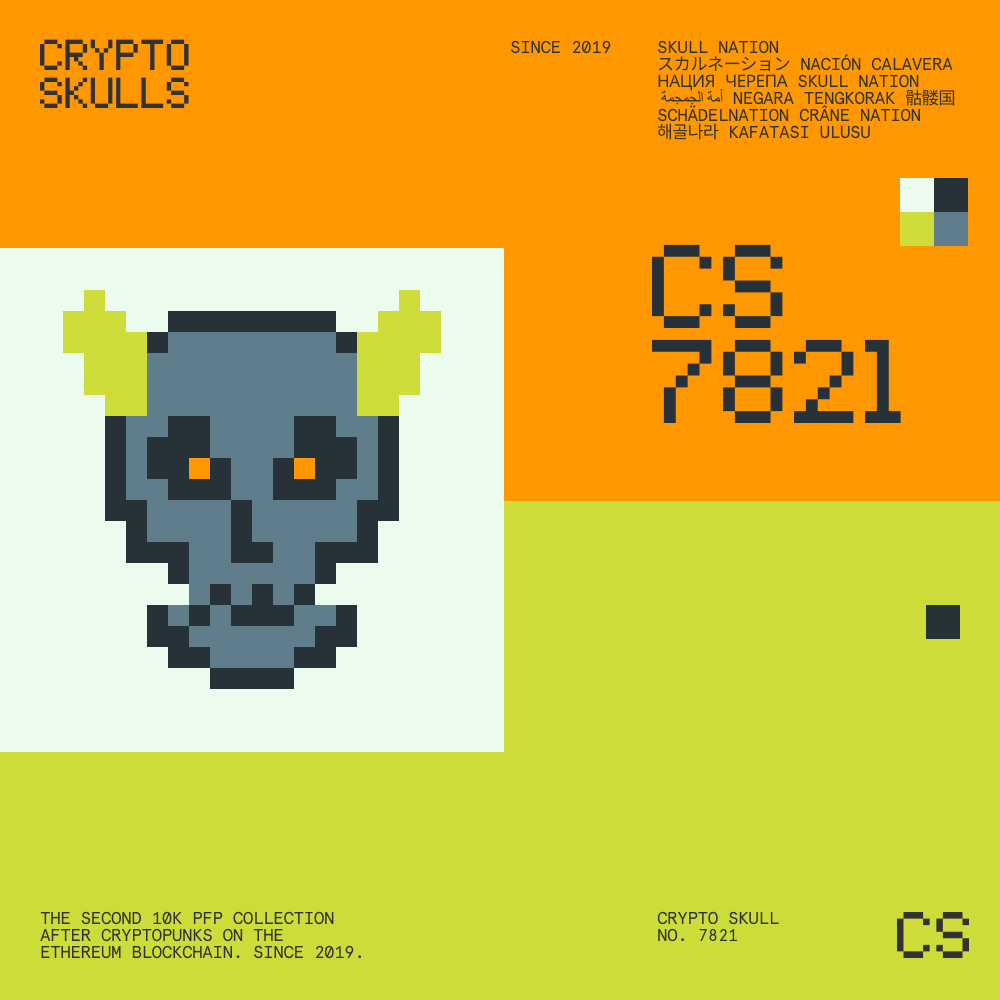 CRYPTO
SKULLS
SINCE 2019
SKULL NATION
スカルネーション NACIÓN CALAVERA
НАЦИЯ ЧЕРЕПА SKULL NATION
أمة الجمجمة NEGARA TENGKORAK 骷髅国
SCHÄDELNATION CRÂNE NATION
해골나라 KAFATASI ULUSU
CS
7821
THE SECOND 10K PFP COLLECTION
AFTER CRYPTOPUNKS ON THE
ETHEREUM BLOCKCHAIN. SINCE 2019.
CRYPTO SKULL
NO. 7821
CS